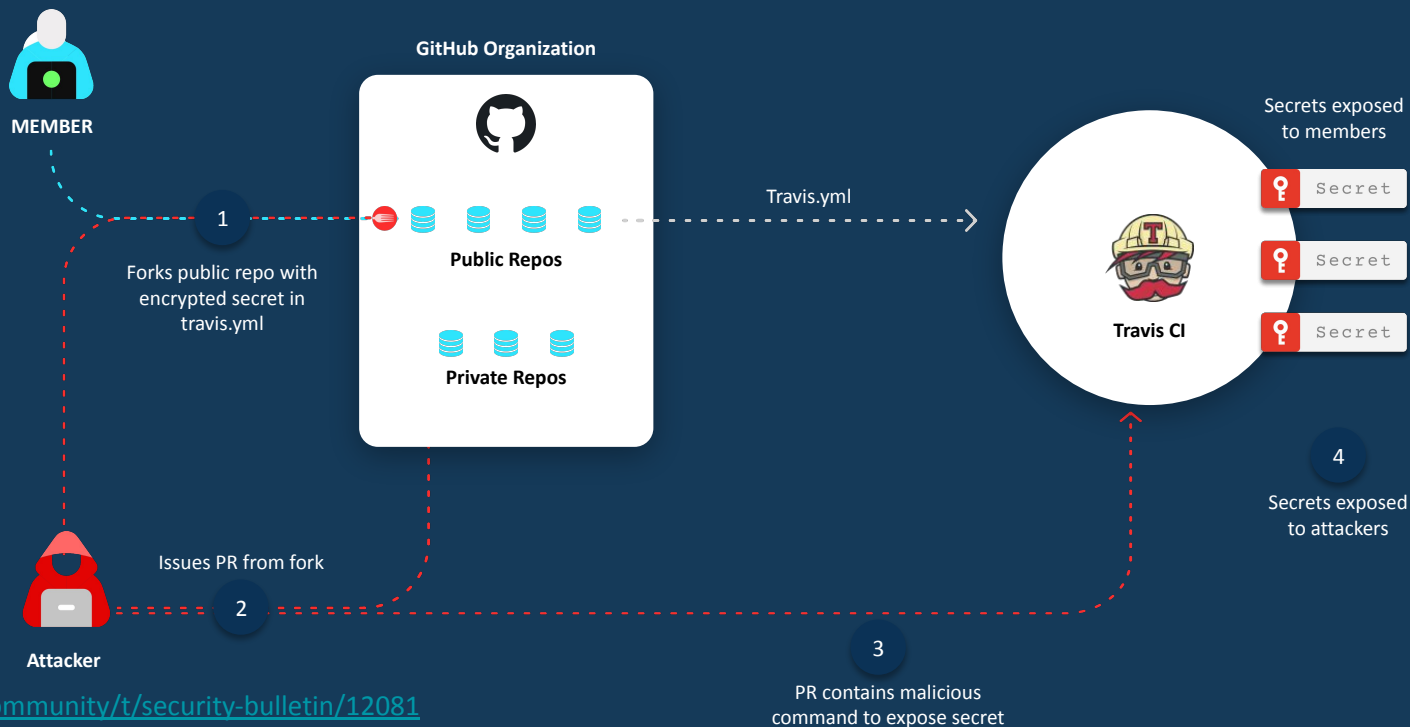 MEMBER
GitHub Organization
Secrets exposed
to members
Secret
Secret
Secret
1
Travis.yml
Forks public repo with
encrypted secret in
travis.yml
Public Repos
Private Repos
T
Travis CI
4
Secrets exposed
to attackers
Issues PR from fork
2
Attacker
3
PR contains malicious
command to expose secret
ommunity/t/security-bulletin/12081